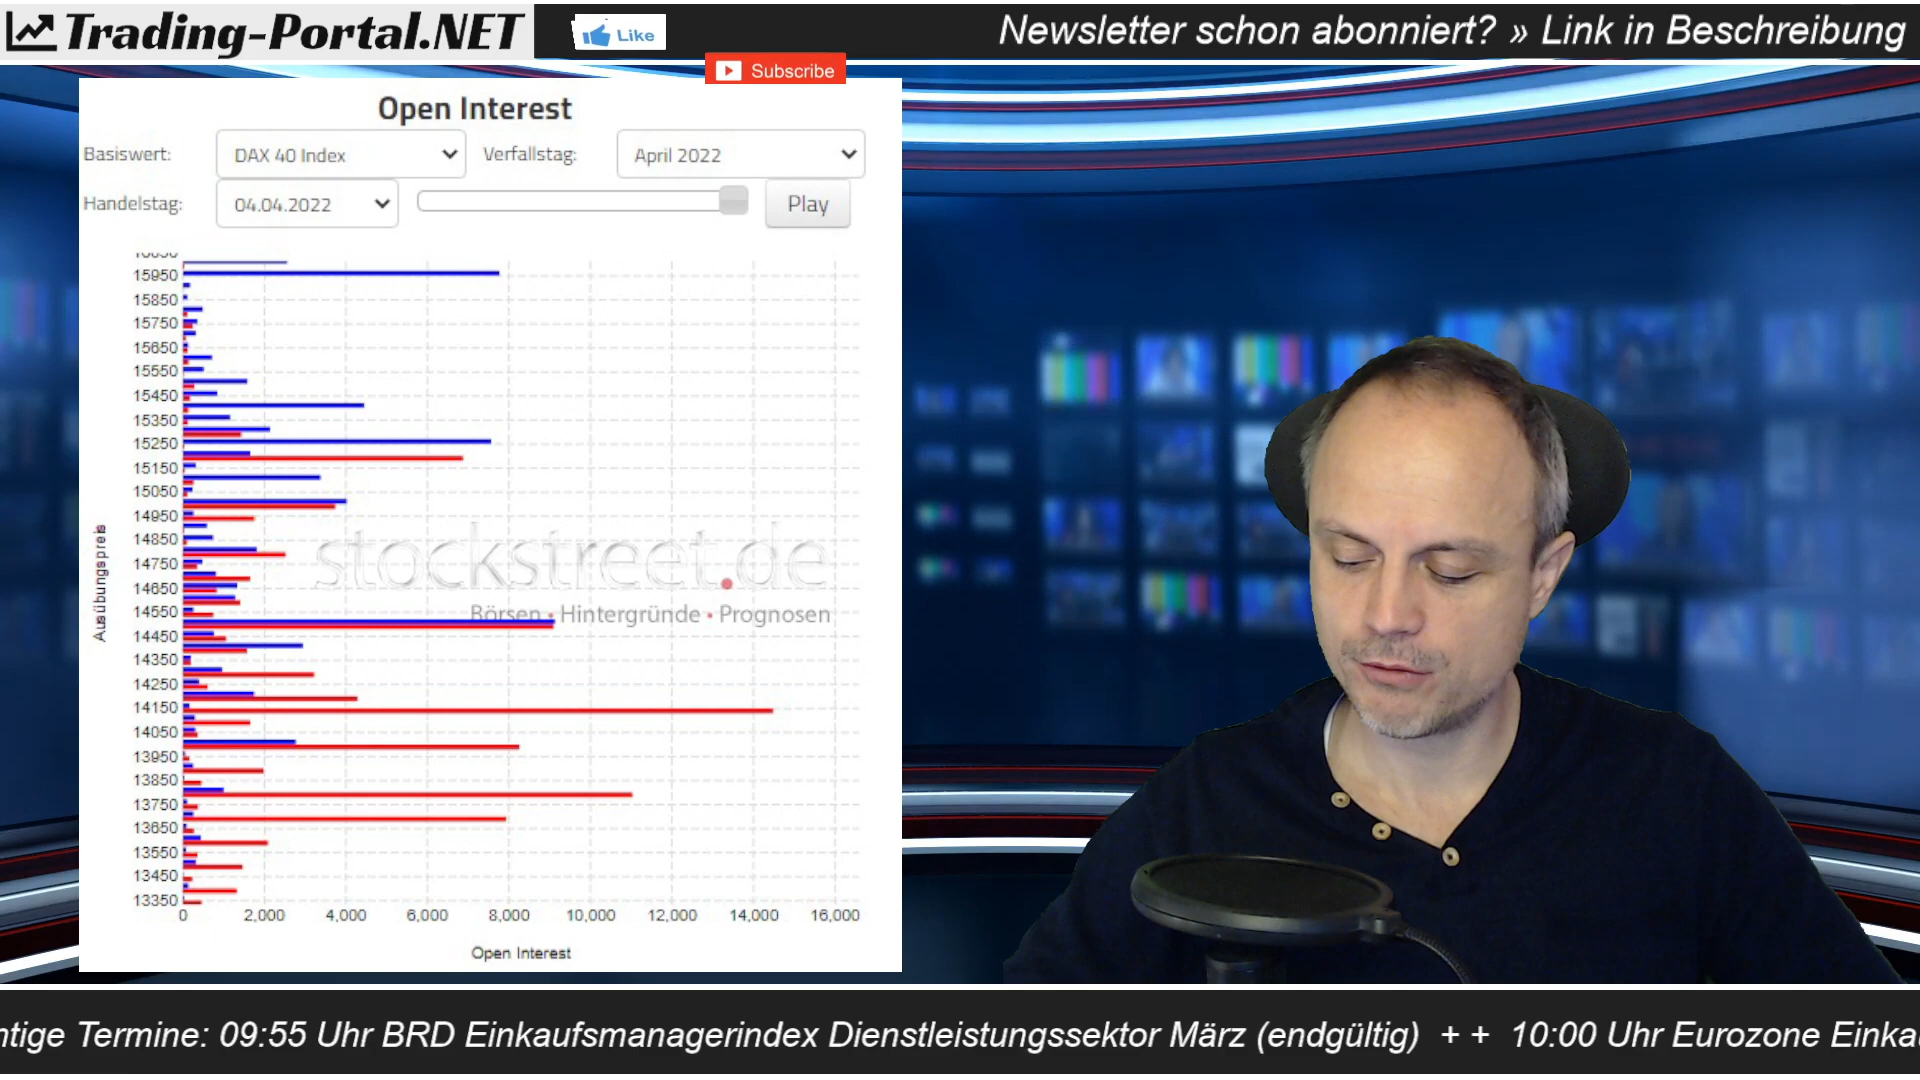 Trading-Portal.NET
Like
Newsletter schon abonniert? » Link in Beschreibung
Subscribe
Open Interest
Basiswert: DAX 40 Index Verfallstag: April 2022
Handelstag: 04.04.2022 Play
15950
15850
15750
15650
15550
15450
15350
15250
15150
15050
14950
14850
14750
14650
14550
14450
14350
14250
14150
14050
13950
13850
13750
13650
13550
13450
13350
Ausübungspreis
stockstreet.de
Börsen • Hintergründe • Prognosen
0 2,000 4,000 6,000 8,000 10,000 12,000 14,000 16,000
Open Interest
ntige Termine: 09:55 Uhr BRD Einkaufsmanagerindex Dienstleistungssektor März (endgültig) + + 10:00 Uhr Eurozone Einka